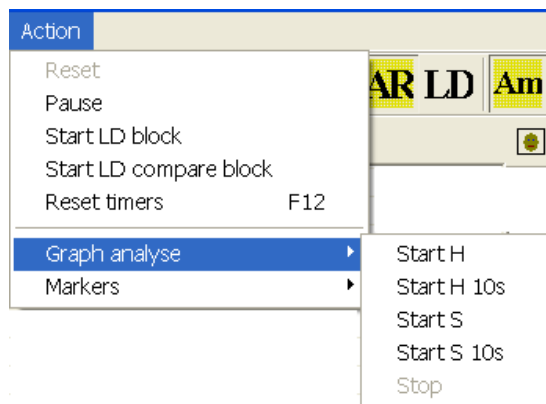 Action
Reset
Pause
Start LD block
Start LD compare block
Reset timers F12
Graph analyse
Markers
AR LD Am
Start H
Start H 10s
Start S
Start S 10s
Stop